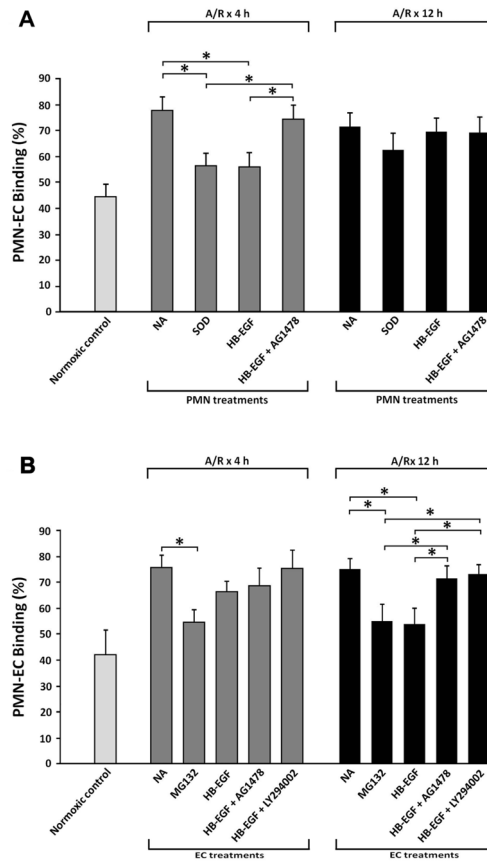 A
A/R x 4 h
A/R x 12 h
*
*
*
*
90
80
70
60
50
40
30
20
10
0
PMN-EC Binding (%)
Normoxic control
NA
SOD
HB-EGF
HB-EGF + AG1478
NA
SOD
HB-EGF
HB-EGF + AG1478
PMN treatments
PMN treatments
B
A/R x 4 h
A/Rx 12 h
*
*
*
*
*
*
*
90
80
70
60
50
40
30
20
10
0
PMN-EC Binding (%)
Normoxic control
NA
MG132
HB-EGF
HB-EGF + AG1478
HB-EGF + LY294002
NA
MG132
HB-EGF
HB-EGF + AG1478
HB-EGF + LY294002
EC treatments
EC treatments